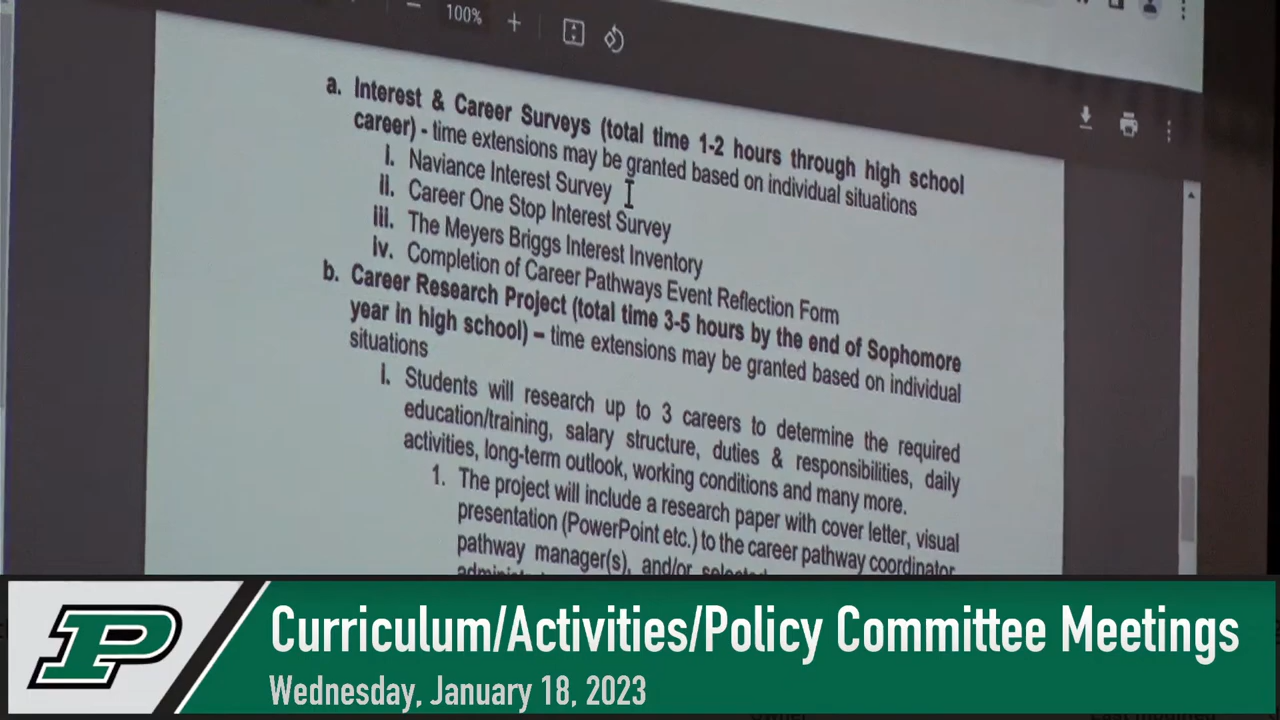 100%
a. Interest & Career Surveys (total time 1-2 hours through high school
career) - time extensions may be granted based on individual situations
i. Naviance Interest Survey
ii. Career One Stop Interest Survey
iii. The Meyers Briggs Interest Inventory
iv. Completion of Career Pathways Event Reflection Form
b. Career Research Project (total time 3-5 hours by the end of Sophomore
year in high school) – time extensions may be granted based on individual
situations
i. Students will research up to 3 careers to determine the required
education/training, salary structure, duties & responsibilities, daily
activities, long-term outlook, working conditions and many more.
1. The project will include a research paper with cover letter, visual
presentation (PowerPoint etc.) to the career pathway coordinator,
pathway manager(s), and/or
P
Curriculum/Activities/Policy Committee Meetings
Wednesday, January 18, 2023